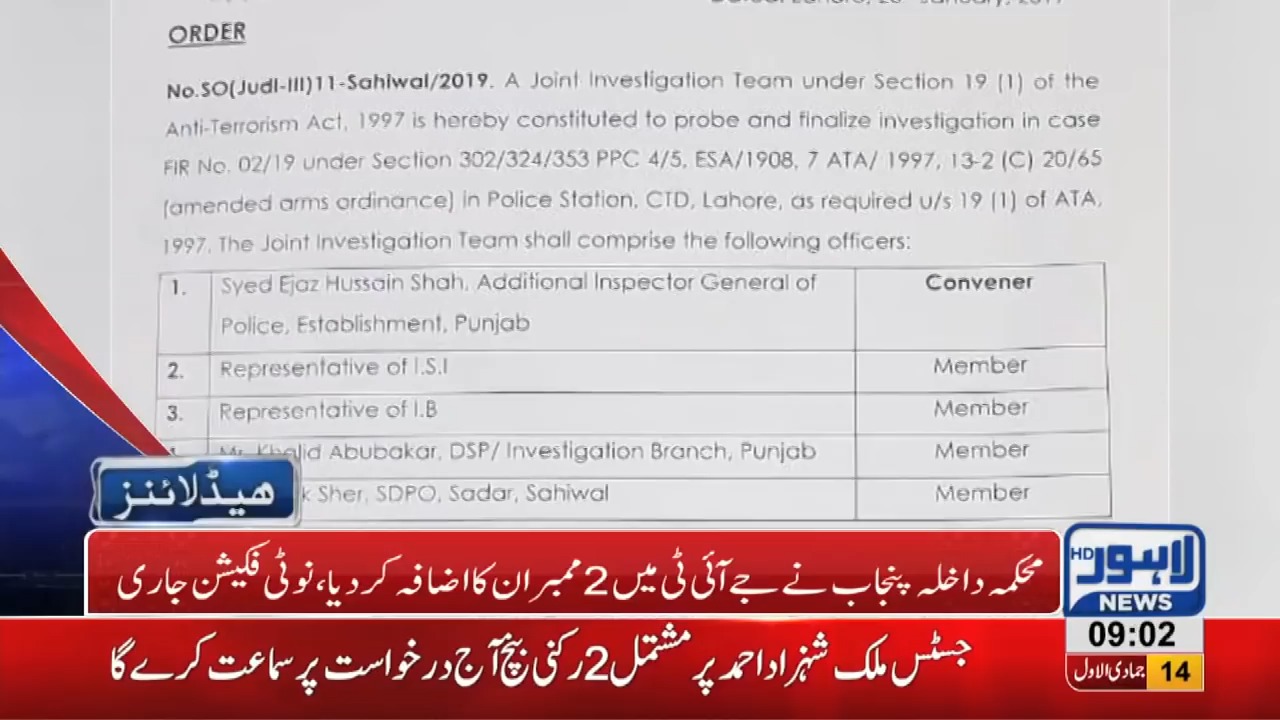 ORDER
No.SO(Judl-III)11-Sahiwal/2019. A Joint Investigation Team under Section 19 (1) of the
Anti-Terrorism Act, 1997 is hereby constituted to probe and finalize investigation in case
FIR No. 02/19 under Section 302/324/353 PPC 4/5, ESA/1908, 7 ATA/ 1997, 13-2 (C) 20/65
(amended arms ordinance) in Police Station, CTD, Lahore, as required u/s 19 (1) of ATA,
1997. The Joint Investigation Team shall comprise the following officers:
1. Syed Ejaz Hussain Shah, Additional Inspector General of Convener
Police, Establishment, Punjab
2. Representative of I.S.I Member
3. Representative of I.B Member
Mr. Khalid Abubakar, DSP/ Investigation Branch, Punjab Member
Sher, SDPO, Sadar, Sahiwal Member
ہیڈلائنز
محکمہ داخلہ پنجاب نے جے آئی ٹی میں 2 ممبران کا اضافہ کر دیا، نوٹی فکیشن جاری
HD لاہور
NEWS
09:02
جسٹس ملک شہزاد احمد پر مشتمل 2 رکنی بینچ آج درخواست پر سماعت کرے گا
14 جمادی الاول